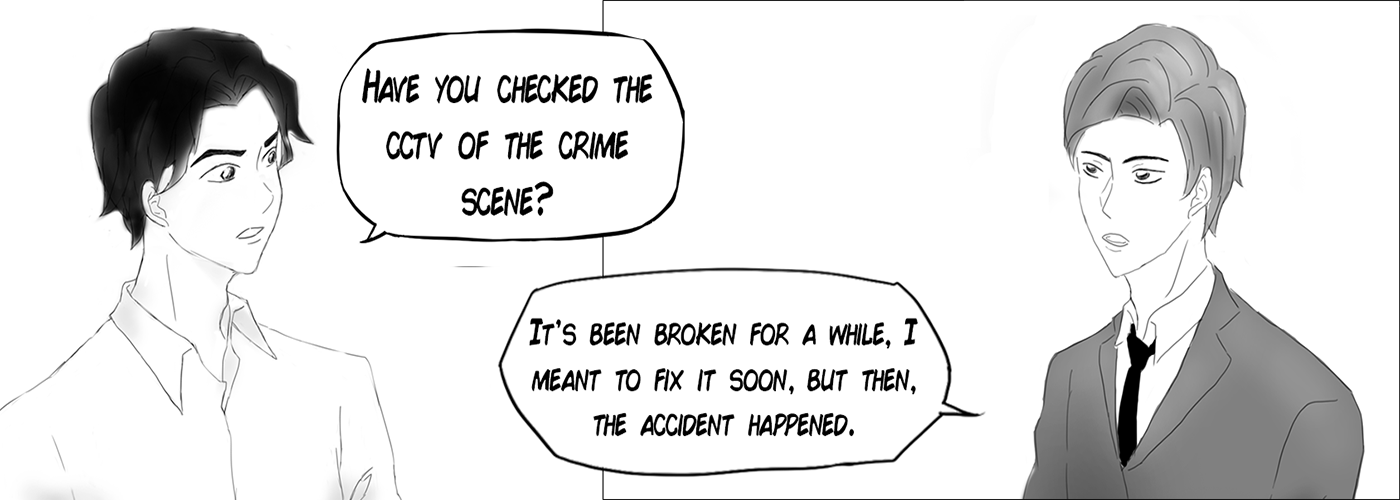 HAVE YOU CHECKED THE
CCTV OF THE CRIME
SCENE?
IT'S BEEN BROKEN FOR A WHILE, I
MEANT TO FIX IT SOON, BUT THEN,
THE ACCIDENT HAPPENED.